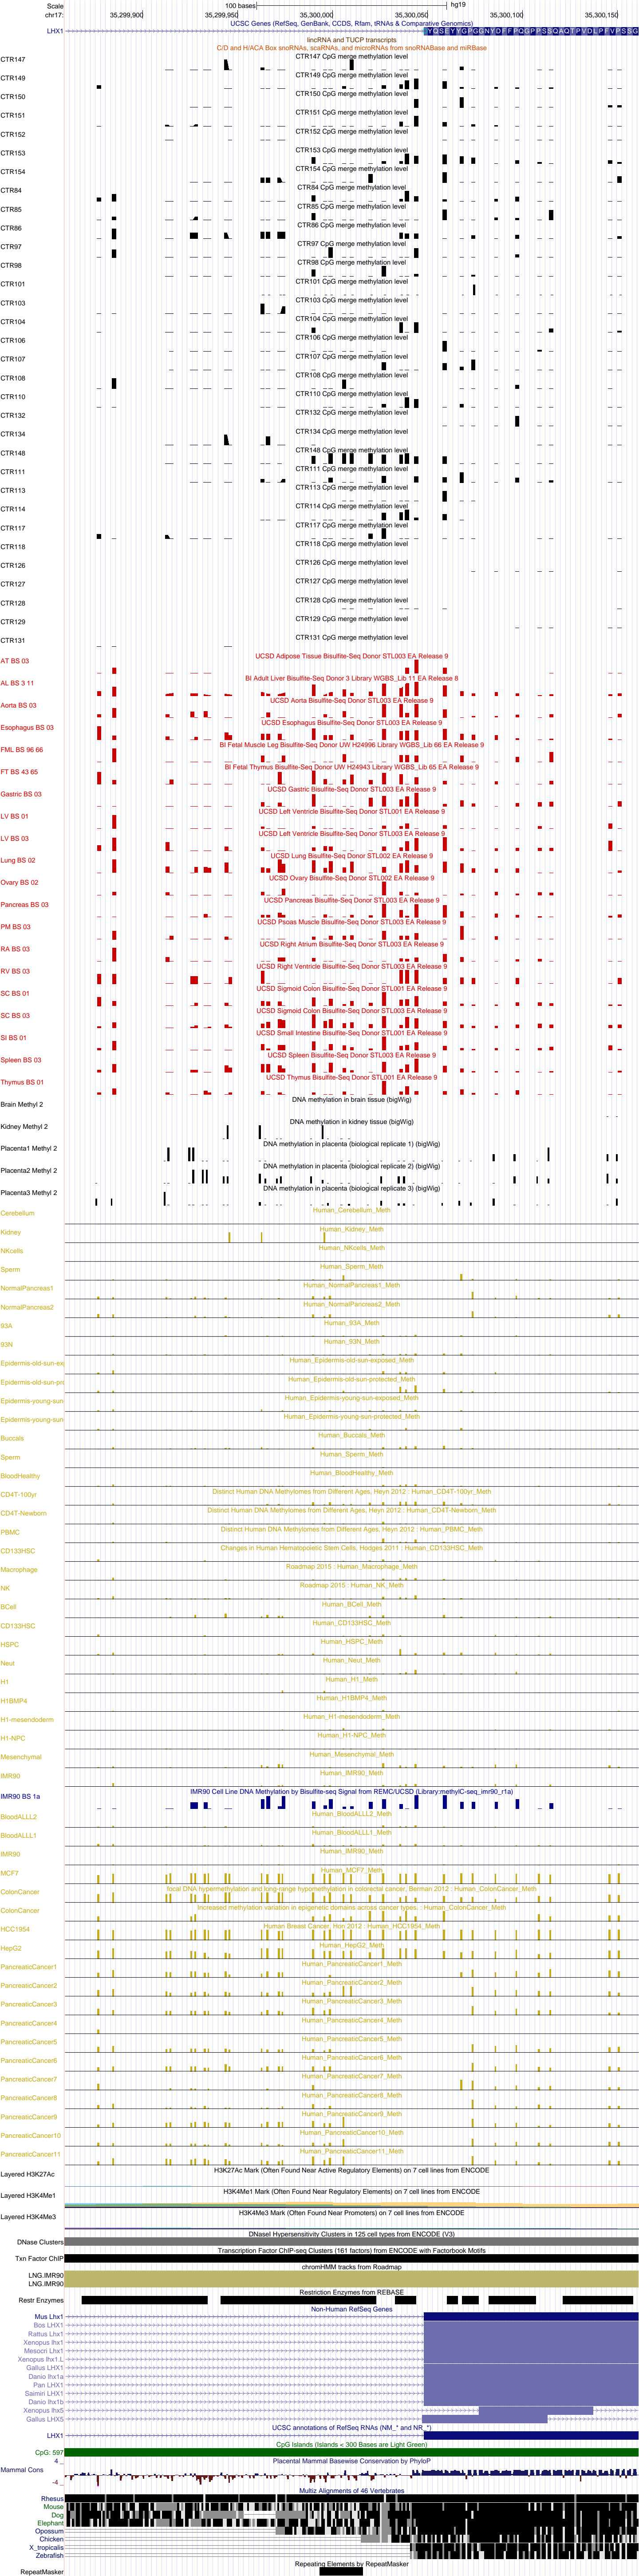 Scale 100 bases hg19
chr17: 35,299,900 35,299,950 35,300,000 35,300,050 35,300,100 35,300,150
UCSC Genes (RefSeq, GenBank, CCDS, Rfam, tRNAs & Comparative Genomics)
LHX1
lincRNA and TUCP transcripts
C/D and H/ACA Box snoRNAs, scaRNAs, and microRNAs from snoRNABase and miRBase
CTR147 CpG merge methylation level
CTR147
CTR149 CpG merge methylation level
CTR149
CTR150 CpG merge methylation level
CTR150
CTR151 CpG merge methylation level
CTR151
CTR152 CpG merge methylation level
CTR152
CTR153 CpG merge methylation level
CTR153
CTR154 CpG merge methylation level
CTR154
CTR84 CpG merge methylation level
CTR84
CTR85 CpG merge methylation level
CTR85
CTR86 CpG merge methylation level
CTR86
CTR97 CpG merge methylation level
CTR97
CTR98 CpG merge methylation level
CTR98
CTR101 CpG merge methylation level
CTR101
CTR103 CpG merge methylation level
CTR103
CTR104 CpG merge methylation level
CTR104
CTR106 CpG merge methylation level
CTR106
CTR107 CpG merge methylation level
CTR107
CTR108 CpG merge methylation level
CTR108
CTR110 CpG merge methylation level
CTR110
CTR132 CpG merge methylation level
CTR132
CTR134 CpG merge methylation level
CTR134
CTR148 CpG merge methylation level
CTR148
CTR111 CpG merge methylation level
CTR111
CTR113 CpG merge methylation level
CTR113
CTR114 CpG merge methylation level
CTR114
CTR117 CpG merge methylation level
CTR117
CTR118 CpG merge methylation level
CTR118
CTR126 CpG merge methylation level
CTR126
CTR127 CpG merge methylation level
CTR127
CTR128 CpG merge methylation level
CTR128
CTR129 CpG merge methylation level
CTR129
CTR131 CpG merge methylation level
CTR131
UCSD Adipose Tissue Bisulfite-Seq Donor STL003 EA Release 9
AT BS 03
BI Adult Liver Bisulfite-Seq Donor 3 Library WGBS_Lib 11 EA Release 8
AL BS 3 11
UCSD Aorta Bisulfite-Seq Donor STL003 EA Release 9
Aorta BS 03
UCSD Esophagus Bisulfite-Seq Donor STL003 EA Release 9
Esophagus BS 03
BI Fetal Muscle Leg Bisulfite-Seq Donor UW H24996 Library WGBS_Lib 66 EA Release 9
FML BS 96 66
BI Fetal Thymus Bisulfite-Seq Donor UW H24943 Library WGBS_Lib 65 EA Release 9
FT BS 43 65
UCSD Gastric Bisulfite-Seq Donor STL003 EA Release 9
Gastric BS 03
UCSD Left Ventricle Bisulfite-Seq Donor STL001 EA Release 9
LV BS 01
UCSD Left Ventricle Bisulfite-Seq Donor STL003 EA Release 9
LV BS 03
UCSD Lung Bisulfite-Seq Donor STL002 EA Release 9
Lung BS 02
UCSD Ovary Bisulfite-Seq Donor STL002 EA Release 9
Ovary BS 02
UCSD Pancreas Bisulfite-Seq Donor STL003 EA Release 9
Pancreas BS 03
UCSD Psoas Muscle Bisulfite-Seq Donor STL003 EA Release 9
PM BS 03
UCSD Right Atrium Bisulfite-Seq Donor STL003 EA Release 9
RA BS 03
UCSD Right Ventricle Bisulfite-Seq Donor STL003 EA Release 9
RV BS 03
UCSD Sigmoid Colon Bisulfite-Seq Donor STL001 EA Release 9
SC BS 01
UCSD Sigmoid Colon Bisulfite-Seq Donor STL003 EA Release 9
SC BS 03
UCSD Small Intestine Bisulfite-Seq Donor STL001 EA Release 9
SI BS 01
UCSD Spleen Bisulfite-Seq Donor STL003 EA Release 9
Spleen BS 03
UCSD Thymus Bisulfite-Seq Donor STL001 EA Release 9
Thymus BS 01
DNA methylation in brain tissue (bigWig)
Brain Methyl 2
DNA methylation in kidney tissue (bigWig)
Kidney Methyl 2
DNA methylation in placenta (biological replicate 1) (bigWig)
Placenta1 Methyl 2
DNA methylation in placenta (biological replicate 2) (bigWig)
Placenta2 Methyl 2
DNA methylation in placenta (biological replicate 3) (bigWig)
Placenta3 Methyl 2
Human_Cerebellum_Meth
Cerebellum
Human_Kidney_Meth
Kidney
Human_NKcells_Meth
NKcells
Human_Sperm_Meth
Sperm
Human_NormalPancreas1_Meth
NormalPancreas1
Human_NormalPancreas2_Meth
NormalPancreas2
Human_93A_Meth
93A
Human_93N_Meth
93N
Human_Epidermis-old-sun-exposed_Meth
Epidermis-old-sun-ex
Human_Epidermis-old-sun-protected_Meth
Epidermis-old-sun-pr
Human_Epidermis-young-sun-exposed_Meth
Epidermis-young-sun
Human_Epidermis-young-sun-protected_Meth
Epidermis-young-sun
Human_Buccals_Meth
Buccals
Human_Sperm_Meth
Sperm
Human_BloodHealthy_Meth
BloodHealthy
Distinct Human DNA Methylomes from Different Ages, Heyn 2012 : Human_CD4T-100yr_Meth
CD4T-100yr
Distinct Human DNA Methylomes from Different Ages, Heyn 2012 : Human_CD4T-Newborn_Meth
CD4T-Newborn
Distinct Human DNA Methylomes from Different Ages, Heyn 2012 : Human_PBMC_Meth
PBMC
Changes in Human Hematopoietic Stem Cells, Hodges 2011 : Human_CD133HSC_Meth
CD133HSC
Roadmap 2015 : Human_Macrophage_Meth
Macrophage
Roadmap 2015 : Human_NK_Meth
NK
Human_BCell_Meth
BCell
Human_CD133HSC_Meth
CD133HSC
Human_HSPC_Meth
HSPC
Human_Neut_Meth
Neut
Human_H1_Meth
H1
Human_H1BMP4_Meth
H1BMP4
Human_H1-mesendoderm_Meth
H1-mesendoderm
Human_H1-NPC_Meth
H1-NPC
Human_Mesenchymal_Meth
Mesenchymal
Human_IMR90_Meth
IMR90
IMR90 Cell Line DNA Methylation by Bisulfite-seq Signal from REMC/UCSD (Library:methylC-seq_imr90_r1a)
IMR90 BS 1a
Human_BloodALLL2_Meth
BloodALLL2
Human_BloodALLL1_Meth
BloodALLL1
Human_IMR90_Meth
IMR90
Human_MCF7_Meth
MCF7
focal DNA hypermethylation and long-range hypomethylation in colorectal cancer, Berman 2012 : Human_ColonCancer_Meth
ColonCancer
Increased methylation variation in epigenetic domains across cancer types. : Human_ColonCancer_Meth
ColonCancer
Human Breast Cancer, Hon 2012 : Human_HCC1954_Meth
HCC1954
Human_HepG2_Meth
HepG2
Human_PancreaticCancer1_Meth
PancreaticCancer1
Human_PancreaticCancer2_Meth
PancreaticCancer2
Human_PancreaticCancer3_Meth
PancreaticCancer3
Human_PancreaticCancer4_Meth
PancreaticCancer4
Human_PancreaticCancer5_Meth
PancreaticCancer5
Human_PancreaticCancer6_Meth
PancreaticCancer6
Human_PancreaticCancer7_Meth
PancreaticCancer7
Human_PancreaticCancer8_Meth
PancreaticCancer8
Human_PancreaticCancer9_Meth
PancreaticCancer9
Human_PancreaticCancer10_Meth
PancreaticCancer10
Human_PancreaticCancer11_Meth
PancreaticCancer11
H3K27Ac Mark (Often Found Near Active Regulatory Elements) on 7 cell lines from ENCODE
Layered H3K27Ac
H3K4Me1 Mark (Often Found Near Regulatory Elements) on 7 cell lines from ENCODE
Layered H3K4Me1
H3K4Me3 Mark (Often Found Near Promoters) on 7 cell lines from ENCODE
Layered H3K4Me3
DNaseI Hypersensitivity Clusters in 125 cell types from ENCODE (V3)
DNase Clusters
Transcription Factor ChIP-seq Clusters (161 factors) from ENCODE with Factorbook Motifs
Txn Factor ChIP
chromHMM tracks from Roadmap
LNG.IMR90
LNG.IMR90
Restriction Enzymes from REBASE
Restr Enzymes
Non-Human RefSeq Genes
Mus Lhx1
Bos LHX1
Rattus Lhx1
Xenopus lhx1
Mesocri Lhx1
Xenopus lhx1.L
Gallus LHX1
Danio lhx1a
Pan LHX1
Saimiri LHX1
Danio lhx1b
Xenopus lhx5
Gallus LHX5
UCSC annotations of RefSeq RNAs (NM_* and NR_*)
LHX1
CpG Islands (Islands < 300 Bases are Light Green)
CpG: 597
Placental Mammal Basewise Conservation by PhyloP
4 _
Mammal Cons
-4 _
Multiz Alignments of 46 Vertebrates
Rhesus
Mouse
Dog
Elephant
Opossum
Chicken
X_tropicalis
Zebrafish
Repeating Elements by RepeatMasker
RepeatMasker